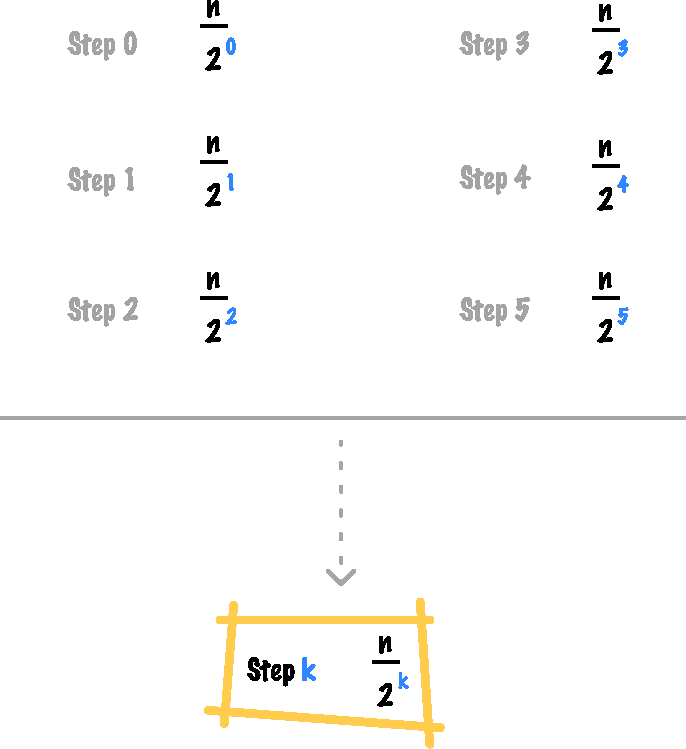 Step 0 n/2^0
Step 1 n/2^1
Step 2 n/2^2
Step 3 n/2^3
Step 4 n/2^4
Step 5 n/2^5
Step k n/2^k